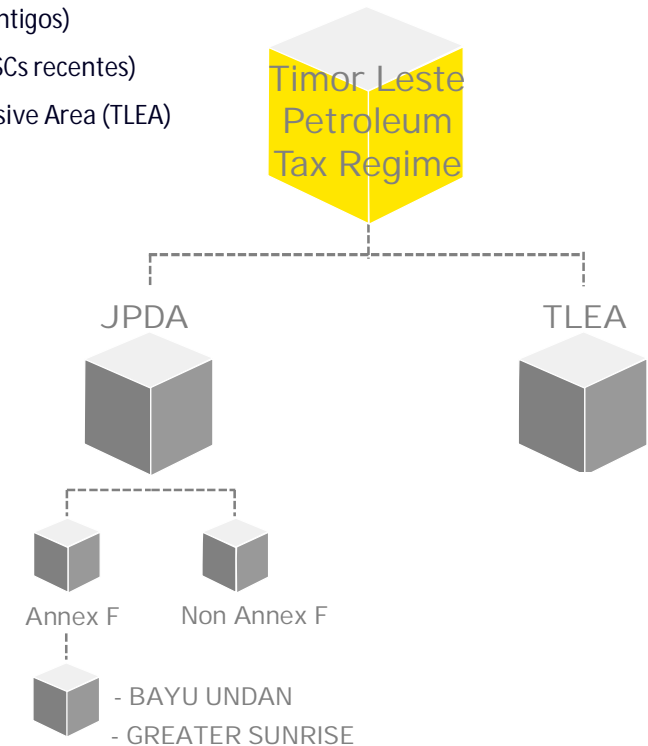 ntigos)
SCs recentes)
sive Area (TLEA)
Timor Leste
Petroleum
Tax Regime
JPDA
TLEA
Annex F
Non Annex F
- BAYU UNDAN
- GREATER SUNRISE